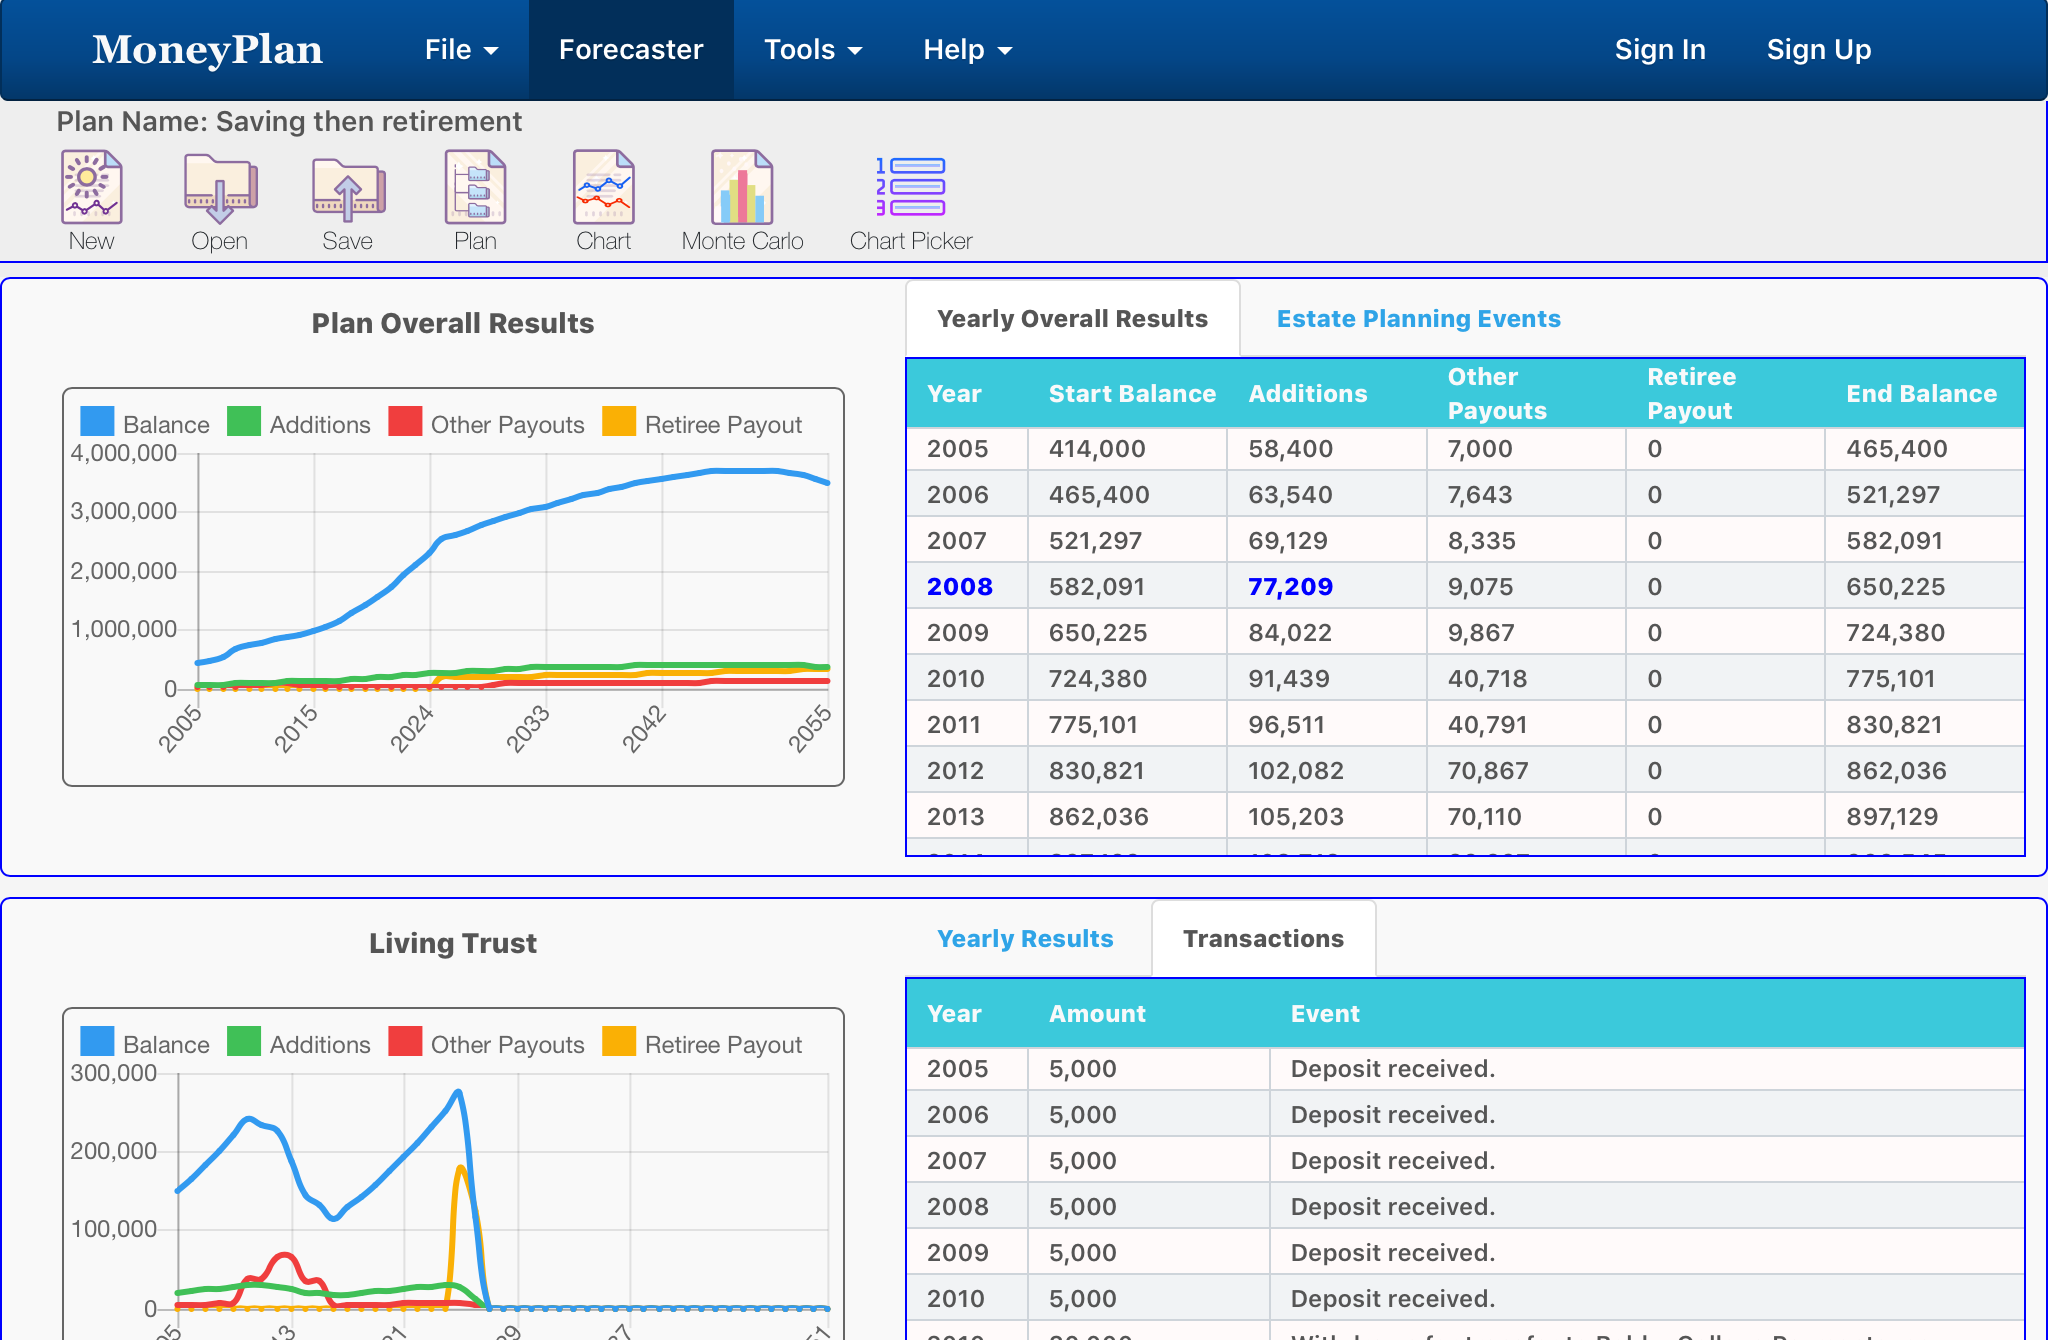 MoneyPlan File Forecaster Tools Help Sign In Sign Up
Plan Name: Saving then retirement
New Open Save Plan Chart Monte Carlo Chart Picker
Plan Overall Results
Balance Additions Other Payouts Retiree Payout
4,000,000
3,000,000
2,000,000
1,000,000
0
2005 2015 2024 2033 2042 2055
Yearly Overall Results Estate Planning Events
Year Start Balance Additions Other Payouts Retiree Payout End Balance
2005 414,000 58,400 7,000 0 465,400
2006 465,400 63,540 7,643 0 521,297
2007 521,297 69,129 8,335 0 582,091
2008 582,091 77,209 9,075 0 650,225
2009 650,225 84,022 9,867 0 724,380
2010 724,380 91,439 40,718 0 775,101
2011 775,101 96,511 40,791 0 830,821
2012 830,821 102,082 70,867 0 862,036
2013 862,036 105,203 70,110 0 897,129
Living Trust
Balance Additions Other Payouts Retiree Payout
300,000
200,000
100,000
0
Yearly Results Transactions
Year Amount Event
2005 5,000 Deposit received.
2006 5,000 Deposit received.
2007 5,000 Deposit received.
2008 5,000 Deposit received.
2009 5,000 Deposit received.
2010 5,000 Deposit received.